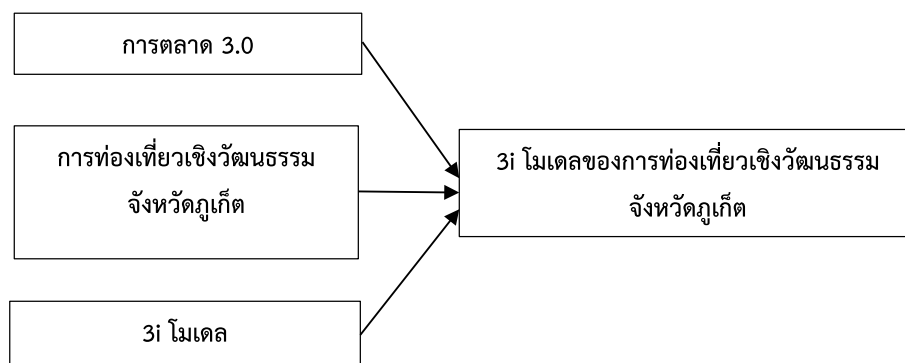 การตลาด 3.0
การท่องเที่ยวเชิงวัฒนธรรม
จังหวัดภูเก็ต
3i โมเดล
3i โมเดลของการท่องเที่ยวเชิงวัฒนธรรม
จังหวัดภูเก็ต